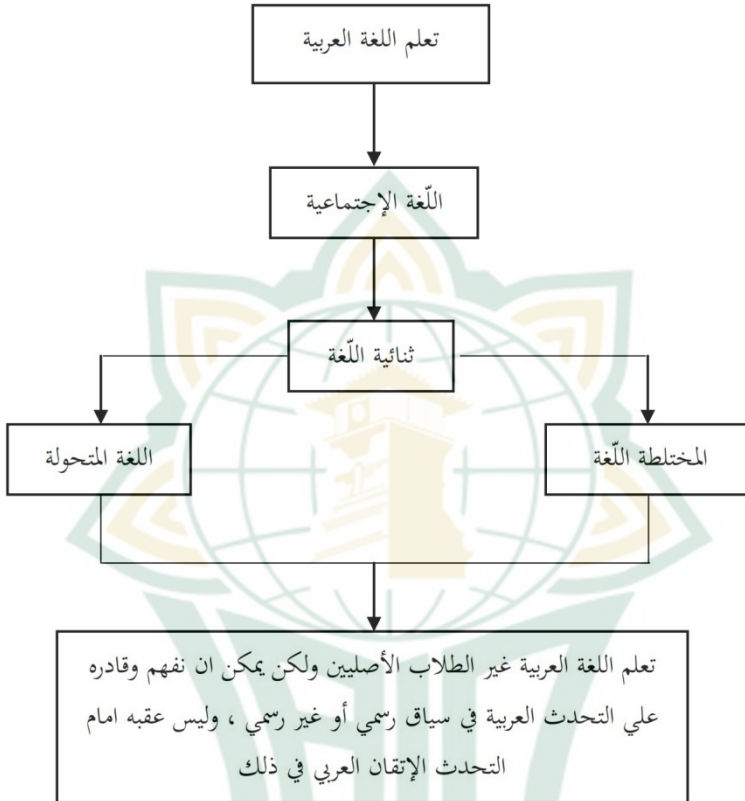 تعلم اللغة العربية
اللّغة الإجتماعية
ثنائية اللّغة
المختلطة اللّغة
اللغة المتحولة
تعلم اللغة العربية غير الطلاب الأصليين ولكن يمكن ان نفهم وقادره
علي التحدث العربية في سياق رسمي أو غير رسمي ، وليس عقبه امام
التحدث الإتقان العربي في ذلك